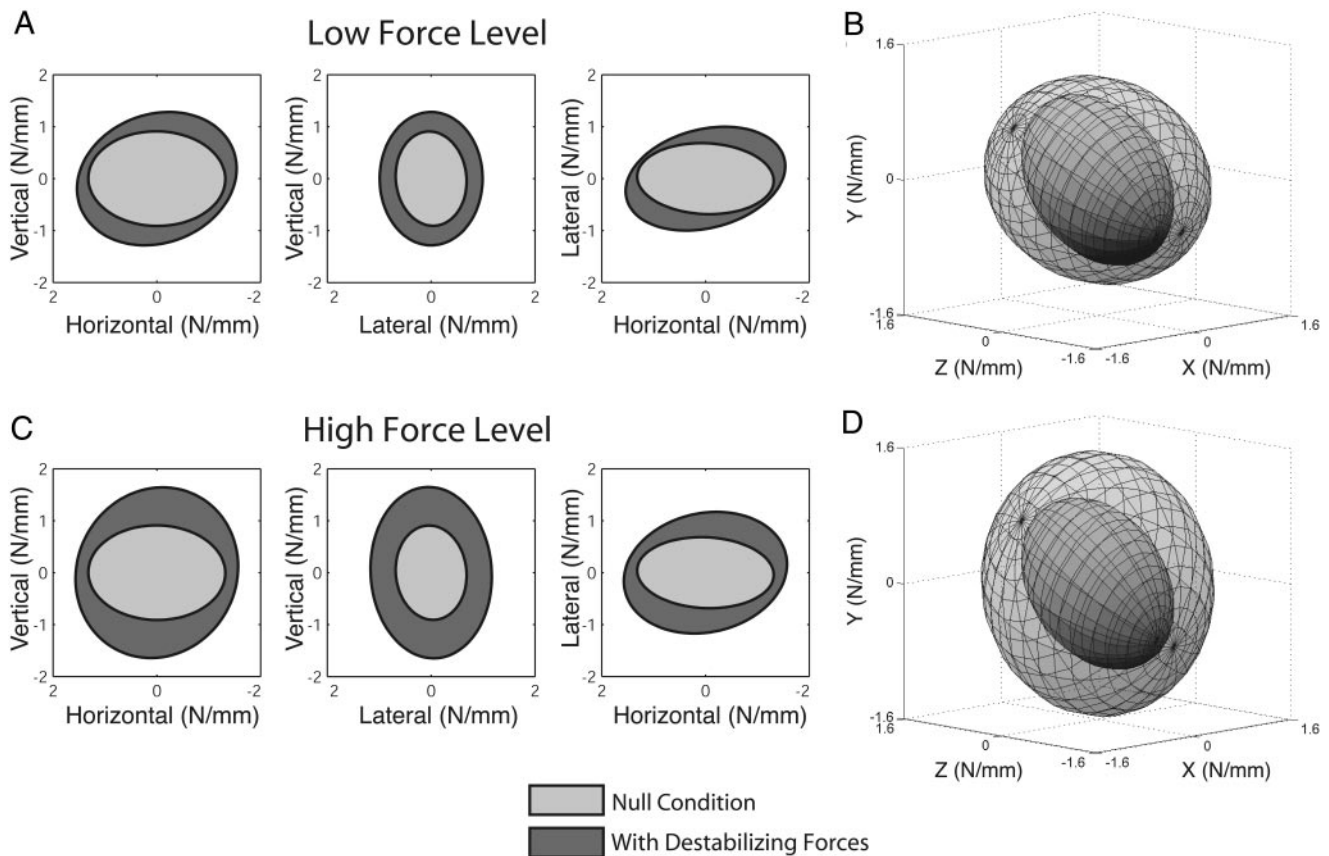 A
Low Force Level
B
2
1
0
-1
-2
Vertical (N/mm)
2
0
-2
Horizontal (N/mm)
2
1
0
-1
-2
Vertical (N/mm)
2
0
2
Lateral (N/mm)
2
1
0
-1
-2
Lateral (N/mm)
2
0
-2
Horizontal (N/mm)
1.6
0
-1.6
Y (N/mm)
1.6
0
-1.6
Z (N/mm)
-1.6
0
1.6
X (N/mm)
C
High Force Level
D
2
1
0
-1
-2
Vertical (N/mm)
2
0
-2
Horizontal (N/mm)
2
1
0
-1
-2
Vertical (N/mm)
2
0
2
Lateral (N/mm)
2
1
0
-1
-2
Lateral (N/mm)
2
0
-2
Horizontal (N/mm)
1.6
0
-1.6
Y (N/mm)
1.6
0
-1.6
Z (N/mm)
-1.6
0
1.6
X (N/mm)
Null Condition
With Destabilizing Forces